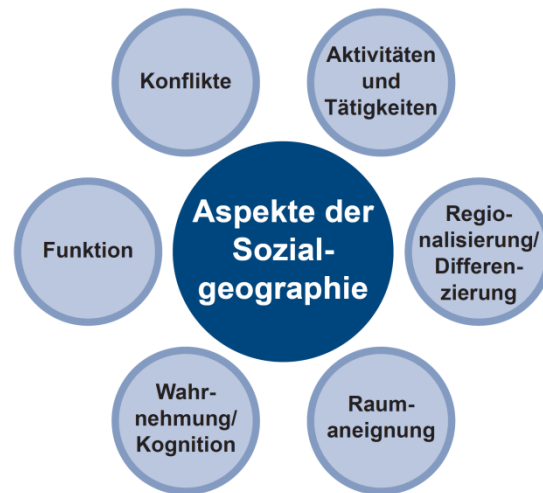 Konflikte
Aktivitäten
und
Tätigkeiten
Aspekte der
Sozial-
geographie
Funktion
Regio-
nalisierung/
Differen-
zierung
Wahr-
nehmung/
Kognition
Raum-
aneignung